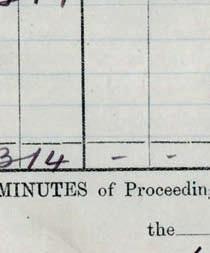 314 - -
MINUTES of Proceeding
the